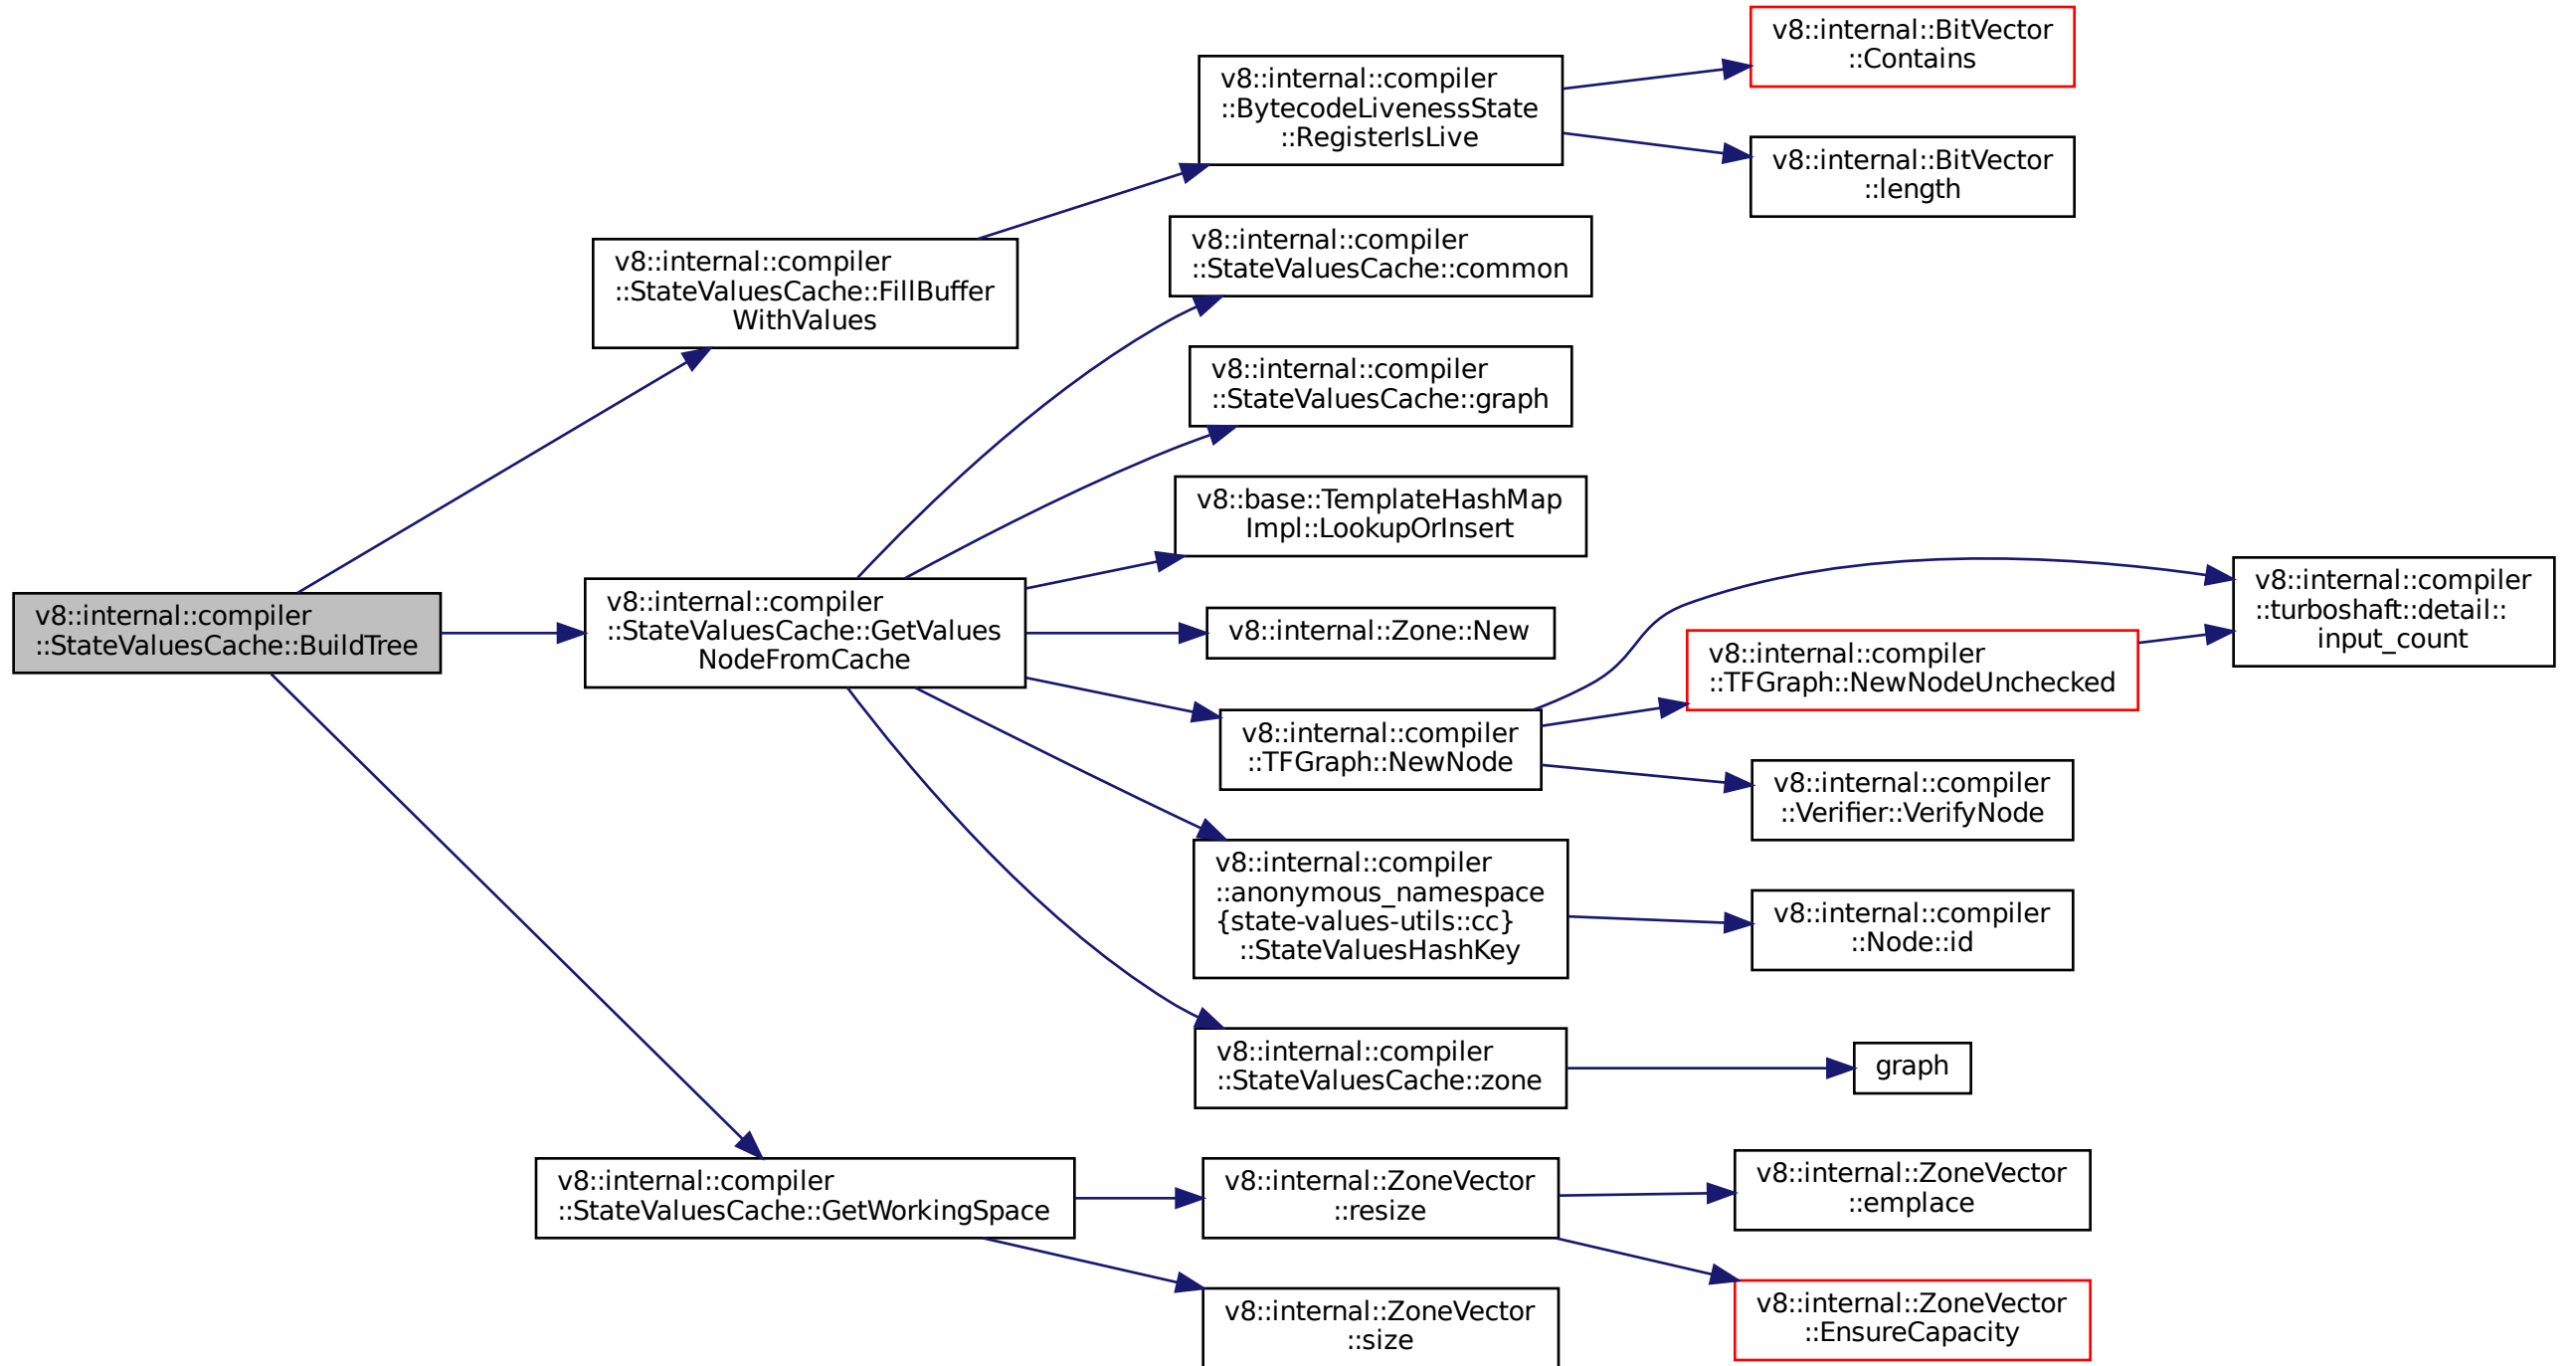 v8::internal::BitVector
::Contains
v8::internal::compiler
::BytecodeLivenessState
::RegisterIsLive
v8::internal::BitVector
::length
v8::internal::compiler
::StateValuesCache::common
v8::internal::compiler
::StateValuesCache::FillBuffer
WithValues
v8::internal::compiler
::StateValuesCache::graph
v8::base::TemplateHashMap
Impl::LookupOrInsert
v8::internal::compiler
::StateValuesCache::BuildTree
v8::internal::compiler
::StateValuesCache::GetValues
NodeFromCache
v8::internal::Zone::New
v8::internal::compiler
::turboshaft::detail::
input_count
v8::internal::compiler
::TFGraph::NewNodeUnchecked
v8::internal::compiler
::TFGraph::NewNode
v8::internal::compiler
::Verifier::VerifyNode
v8::internal::compiler
::anonymous_namespace
{state-values-utils::cc}
::StateValuesHashKey
v8::internal::compiler
::Node::id
v8::internal::compiler
::StateValuesCache::zone
graph
v8::internal::compiler
::StateValuesCache::GetWorkingSpace
v8::internal::ZoneVector
::resize
v8::internal::ZoneVector
::emplace
v8::internal::ZoneVector
::size
v8::internal::ZoneVector
::EnsureCapacity